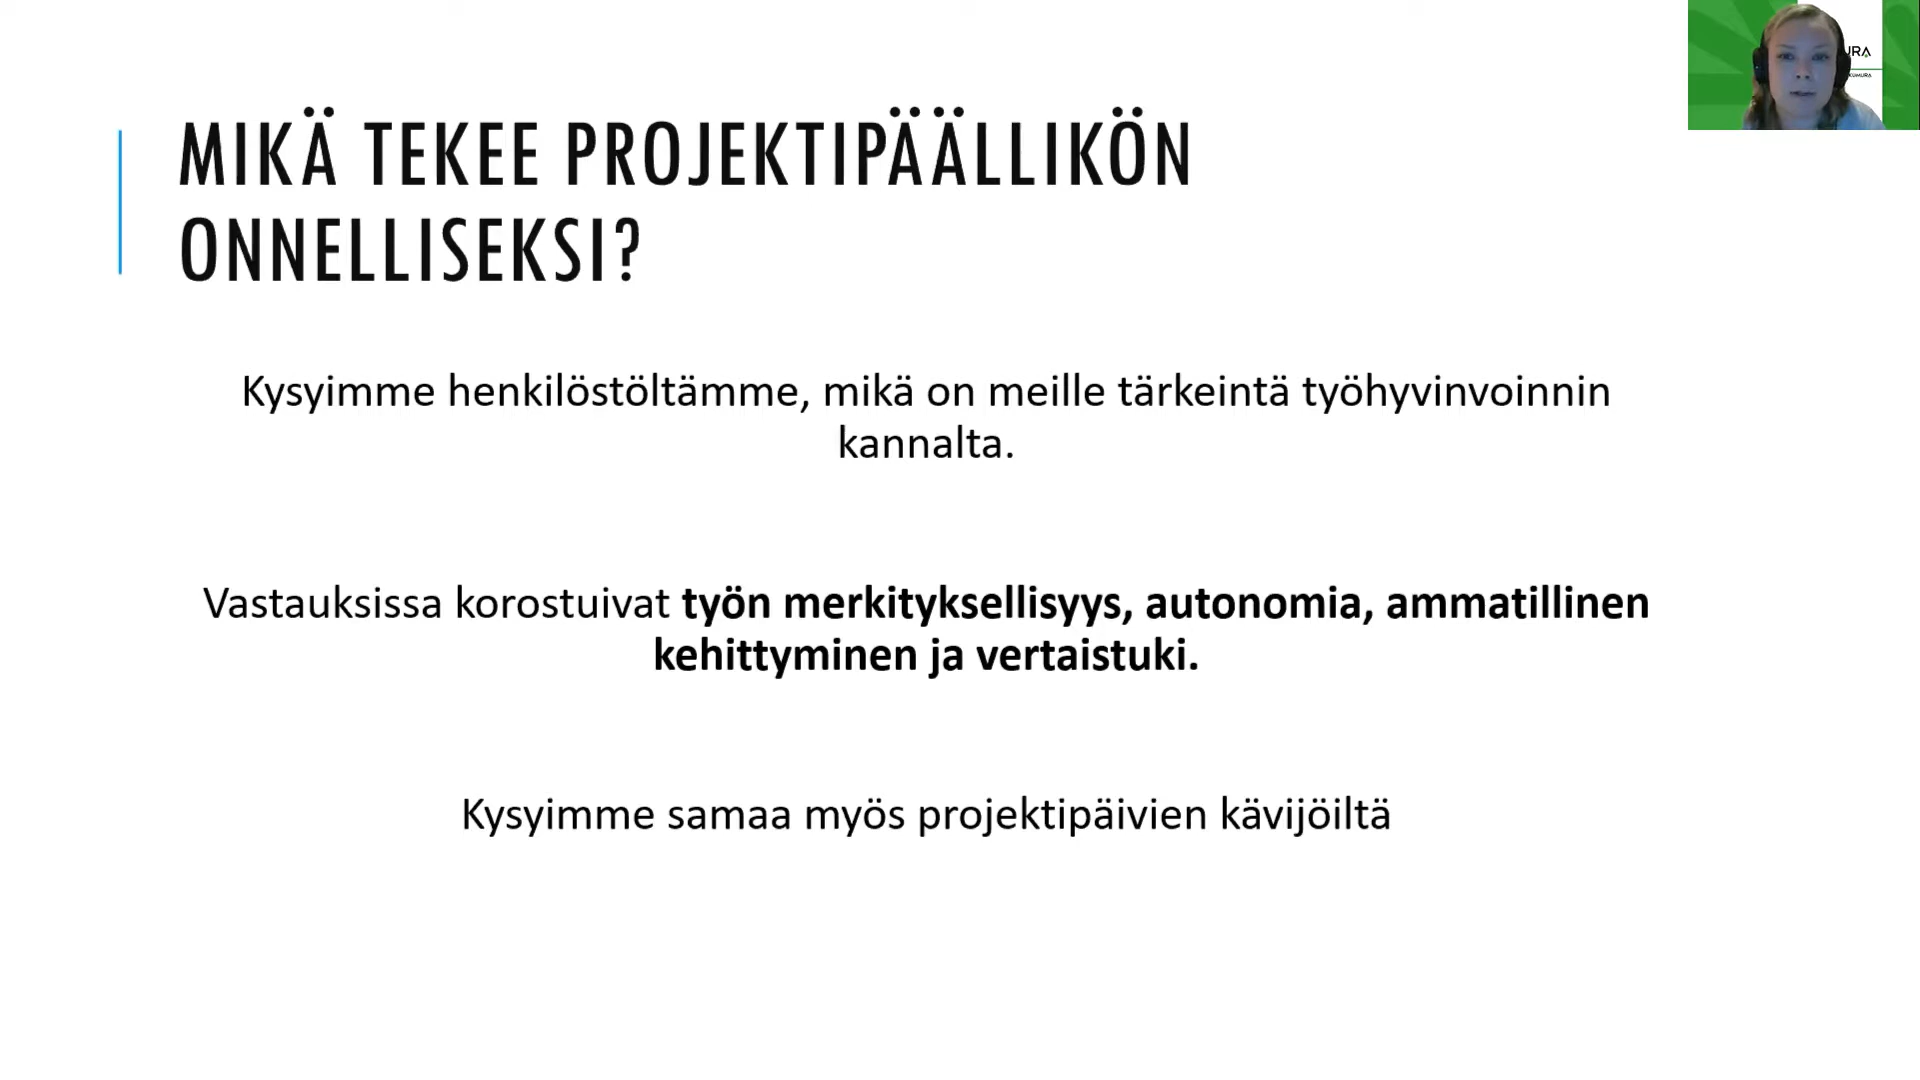 MIKÄ TEKEE PROJEKTIPÄÄLLIKÖN
ONNELLISEKSI?
Kysyimme henkilöstöltämme, mikä on meille tärkeintä työhyvinvoinnin
kannalta.
Vastauksissa korostuivat työn merkityksellisyys, autonomia, ammatillinen
kehittyminen ja vertaistuki.
Kysyimme samaa myös projektipäivien kävijöiltä